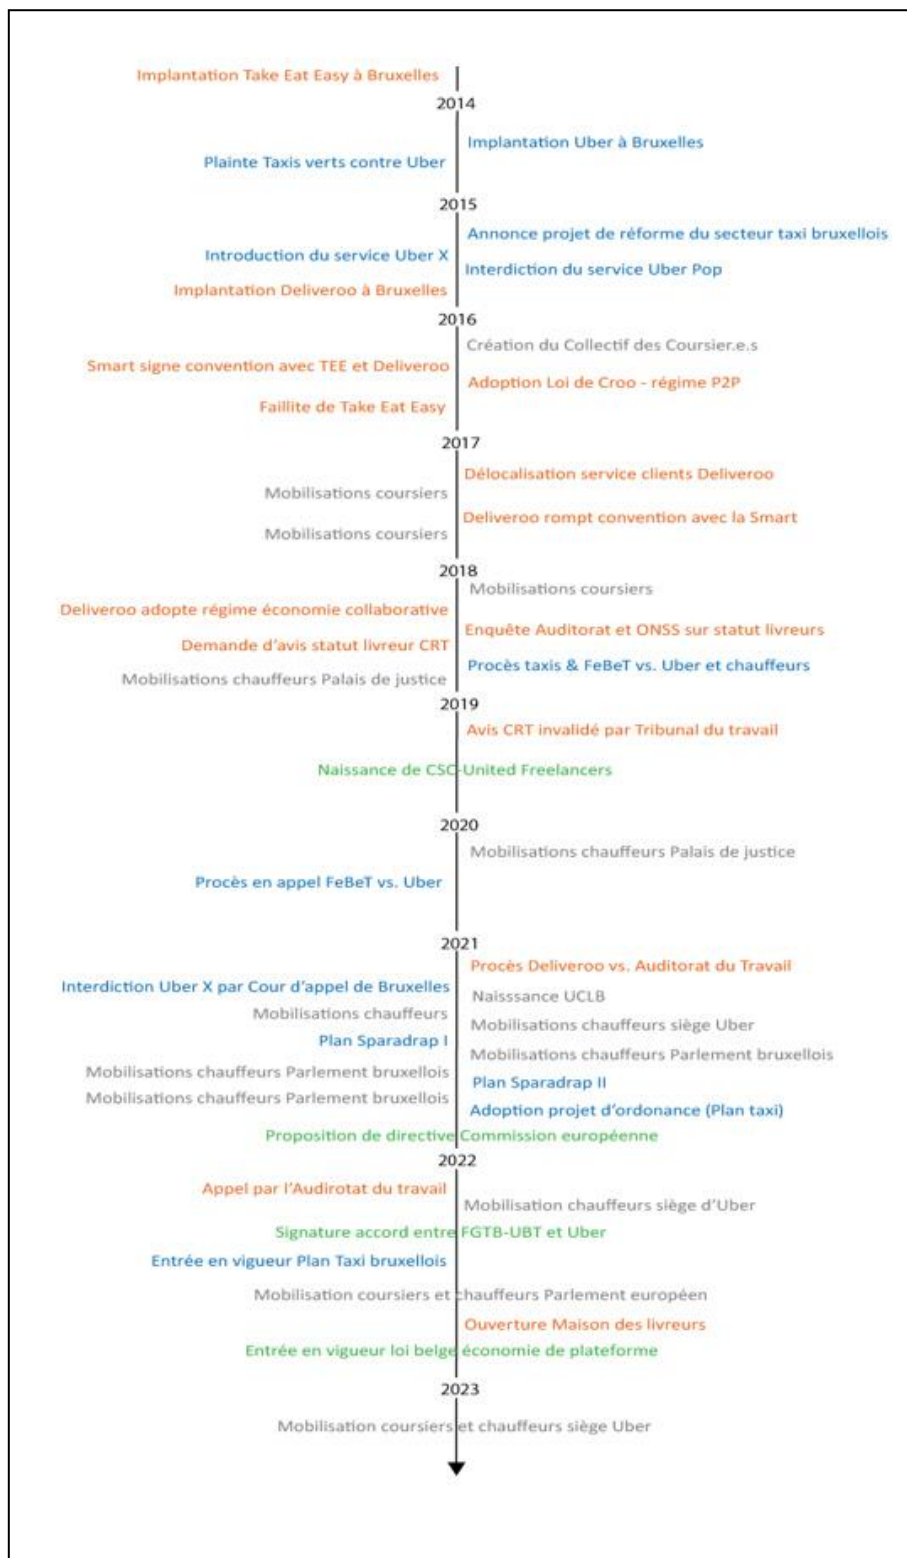 Implantation Take Eat Easy à Bruxelles
2014
Implantation Uber à Bruxelles
Plainte Taxis verts contre Uber
2015
Annonce projet de réforme du secteur taxi bruxellois
Introduction du service Uber X
Interdiction du service Uber Pop
Implantation Deliveroo à Bruxelles
2016
Création du Collectif des Coursier.e.s
Smart signe convention avec TEE et Deliveroo
Adoption Loi de Croo - régime P2P
Faillite de Take Eat Easy
2017
Délocalisation service clients Deliveroo
Mobilisations coursiers
Deliveroo rompt convention avec la Smart
Mobilisations coursiers
2018
Mobilisations coursiers
Deliveroo adopte régime économie collaborative
Enquête Auditorat et ONSS sur statut livreurs
Demande d'avis statut livreur CRT
Procès taxis & FeBeT vs. Uber et chauffeurs
Mobilisations chauffeurs Palais de justice
2019
Avis CRT invalidé par Tribunal du travail
Naissance de CSC-United Freelancers
2020
Mobilisations chauffeurs Palais de justice
Procès en appel FeBeT vs. Uber
2021
Procès Deliveroo vs. Auditorat du Travail
Interdiction Uber X par Cour d'appel de Bruxelles
Naisssance UCLB
Mobilisations chauffeurs
Mobilisations chauffeurs siège Uber
Plan Sparadrap I
Mobilisations chauffeurs Parlement bruxellois
Mobilisations chauffeurs Parlement bruxellois
Plan Sparadrap II
Mobilisations chauffeurs Parlement bruxellois
Adoption projet d'ordonance (Plan taxi)
Proposition de directive Commission européenne
2022
Appel par l'Audirotat du travail
Mobilisation chauffeurs siège d'Uber
Signature accord entre FGTB-UBT et Uber
Entrée en vigueur Plan Taxi bruxellois
Mobilisation coursiers et chauffeurs Parlement européen
Ouverture Maison des livreurs
Entrée en vigueur loi belge économie de plateforme
2023
Mobilisation coursiers et chauffeurs siège Uber